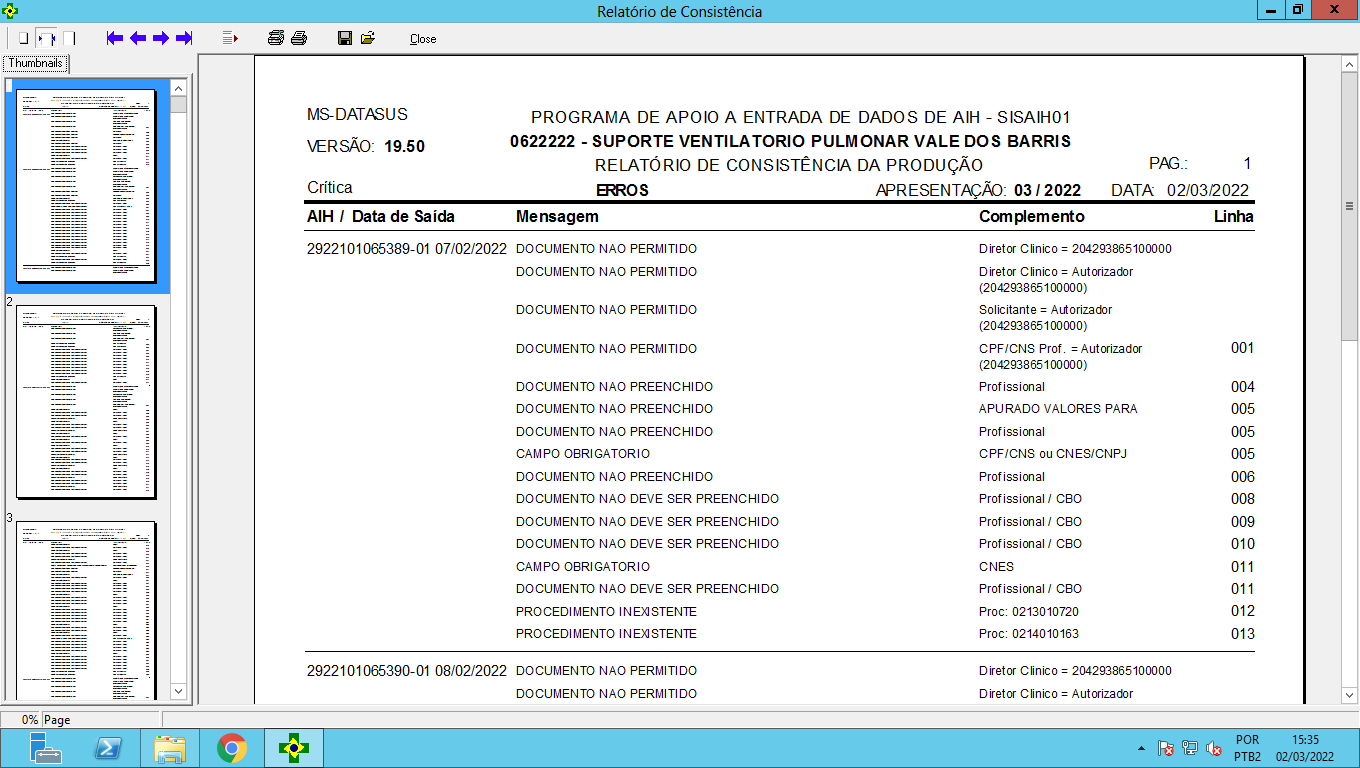 Relatório de Consistência
Close
Thumbnails
MS-DATASUS PROGRAMA DE APOIO A ENTRADA DE DADOS DE AIH - SISAIH01
VERSÃO: 19.50 0622222 - SUPORTE VENTILATORIO PULMONAR VALE DOS BARRIS
RELATÓRIO DE CONSISTÊNCIA DA PRODUÇÃO PAG.: 1
Crítica ERROS APRESENTAÇÃO: 03 / 2022 DATA: 02/03/2022
AIH / Data de Saída Mensagem Complemento Linha
2922101065389-01 07/02/2022 DOCUMENTO NAO PERMITIDO Diretor Clinico = 204293865100000
DOCUMENTO NAO PERMITIDO Diretor Clinico = Autorizador
(204293865100000)
DOCUMENTO NAO PERMITIDO Solicitante = Autorizador
(204293865100000)
DOCUMENTO NAO PERMITIDO CPF/CNS Prof. = Autorizador 001
(204293865100000)
DOCUMENTO NAO PREENCHIDO Profissional 004
DOCUMENTO NAO PREENCHIDO APURADO VALORES PARA 005
DOCUMENTO NAO PREENCHIDO Profissional 005
CAMPO OBRIGATORIO CPF/CNS ou CNES/CNPJ 005
DOCUMENTO NAO PREENCHIDO Profissional 006
DOCUMENTO NAO DEVE SER PREENCHIDO Profissional / CBO 008
DOCUMENTO NAO DEVE SER PREENCHIDO Profissional / CBO 009
DOCUMENTO NAO DEVE SER PREENCHIDO Profissional / CBO 010
CAMPO OBRIGATORIO CNES 011
DOCUMENTO NAO DEVE SER PREENCHIDO Profissional / CBO 011
PROCEDIMENTO INEXISTENTE Proc: 0213010720 012
PROCEDIMENTO INEXISTENTE Proc: 0214010163 013
2922101065390-01 08/02/2022 DOCUMENTO NAO PERMITIDO Diretor Clinico = 204293865100000
DOCUMENTO NAO PERMITIDO Diretor Clinico = Autorizador
2
3
0% Page
POR 15:35
PTB2 02/03/2022